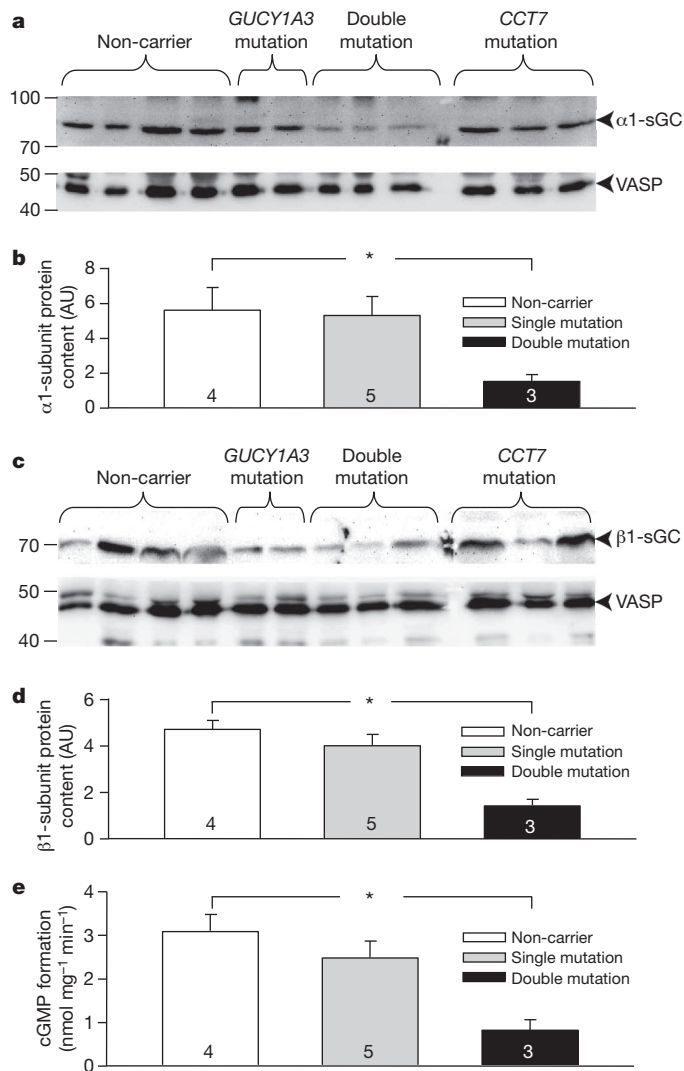 a
Non-carrier
GUCY1A3
mutation
Double
mutation
CCT7
mutation
100
70
α1-sGC
50
40
VASP
b
α1-subunit protein
content (AU)
8
6
4
2
0
*
Non-carrier
Single mutation
Double mutation
4
5
3
c
Non-carrier
GUCY1A3
mutation
Double
mutation
CCT7
mutation
70
β1-sGC
50
40
VASP
d
β1-subunit protein
content (AU)
6
4
2
0
*
Non-carrier
Single mutation
Double mutation
4
5
3
e
cGMP formation
(nmol mg⁻¹ min⁻¹)
4
3
2
1
0
*
Non-carrier
Single mutation
Double mutation
4
5
3